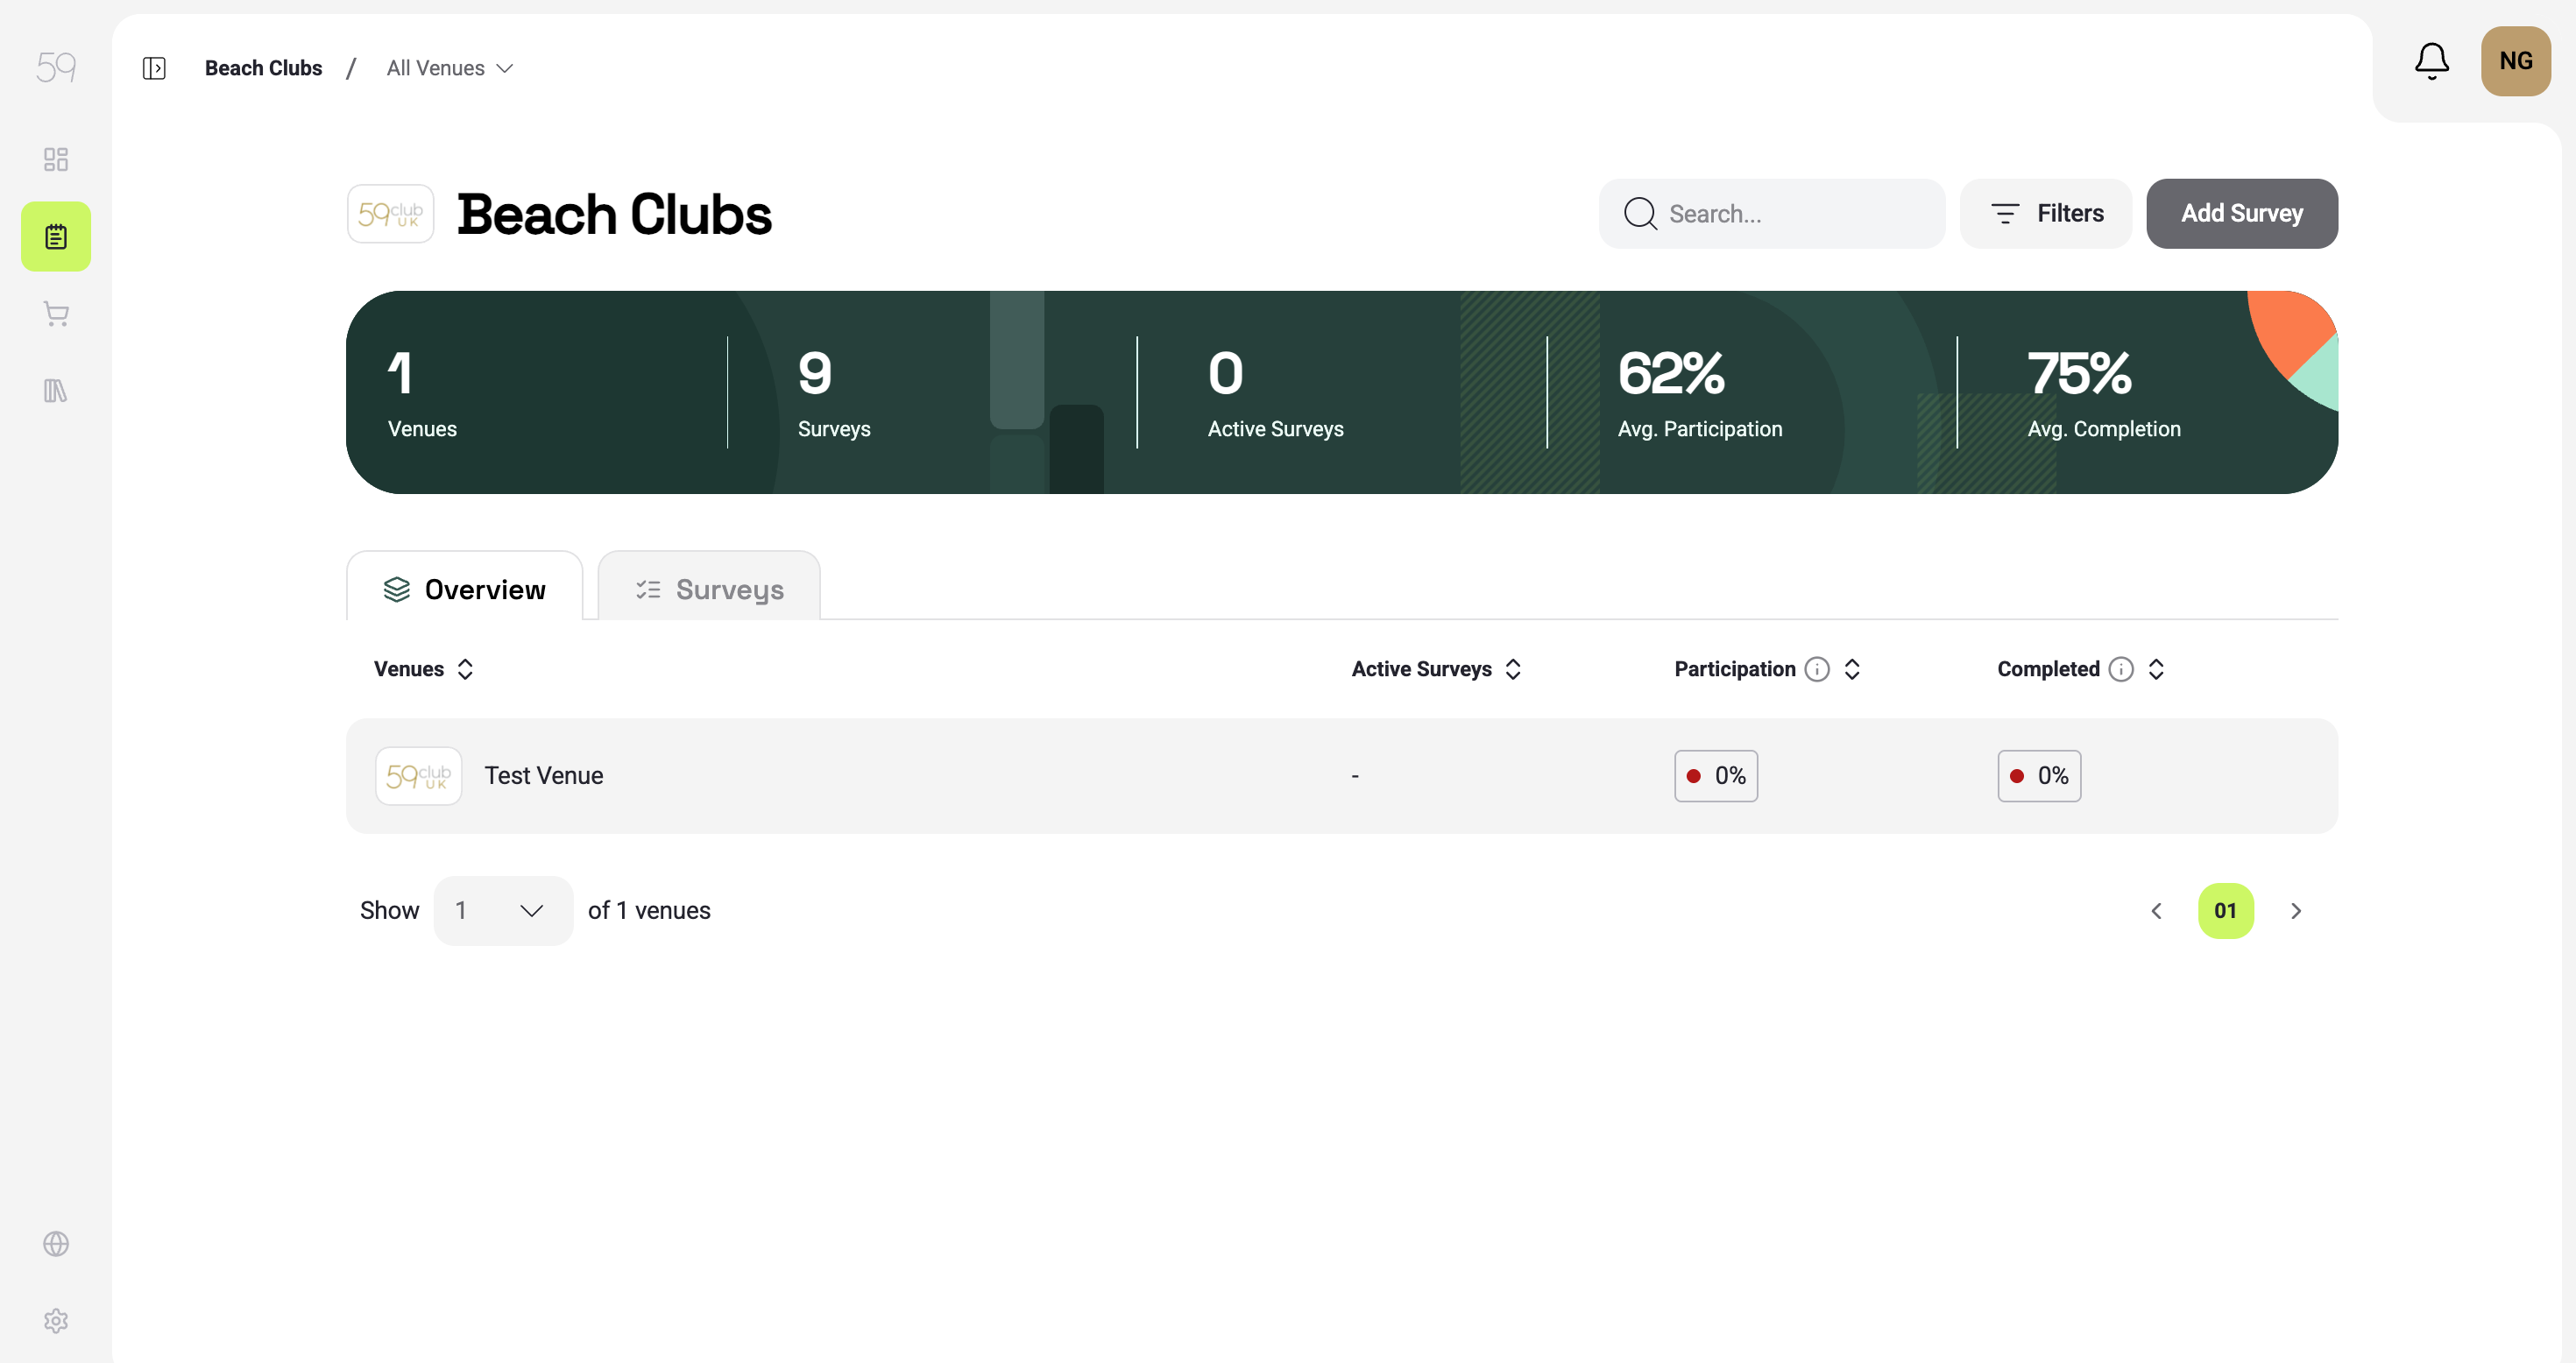 59
Beach Clubs / All Venues
NG
59club UK
Beach Clubs
Search...
Filters
Add Survey
1
Venues
9
Surveys
0
Active Surveys
62%
Avg. Participation
75%
Avg. Completion
Overview
Surveys
Venues Active Surveys Participation Completed
59club UK Test Venue - 0% 0%
Show 1 of 1 venues 01